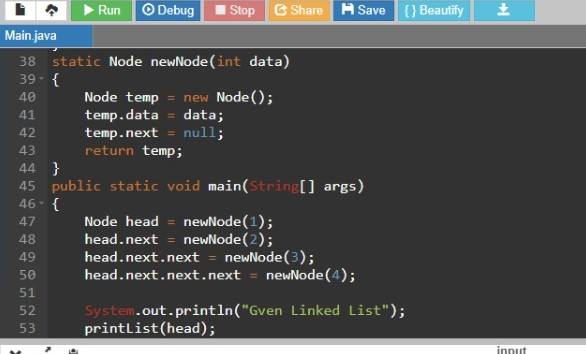 Run Debug Stop Share Save { } Beautify
Main.java
38 static Node newNode(int data)
39 {
40 Node temp = new Node();
41 temp.data = data;
42 temp.next = null;
43 return temp;
44 }
45 public static void main(String[] args)
46 {
47 Node head = newNode(1);
48 head.next = newNode(2);
49 head.next.next = newNode(3);
50 head.next.next.next = newNode(4);
51
52 System.out.println("Gven Linked List");
53 printList(head);
input